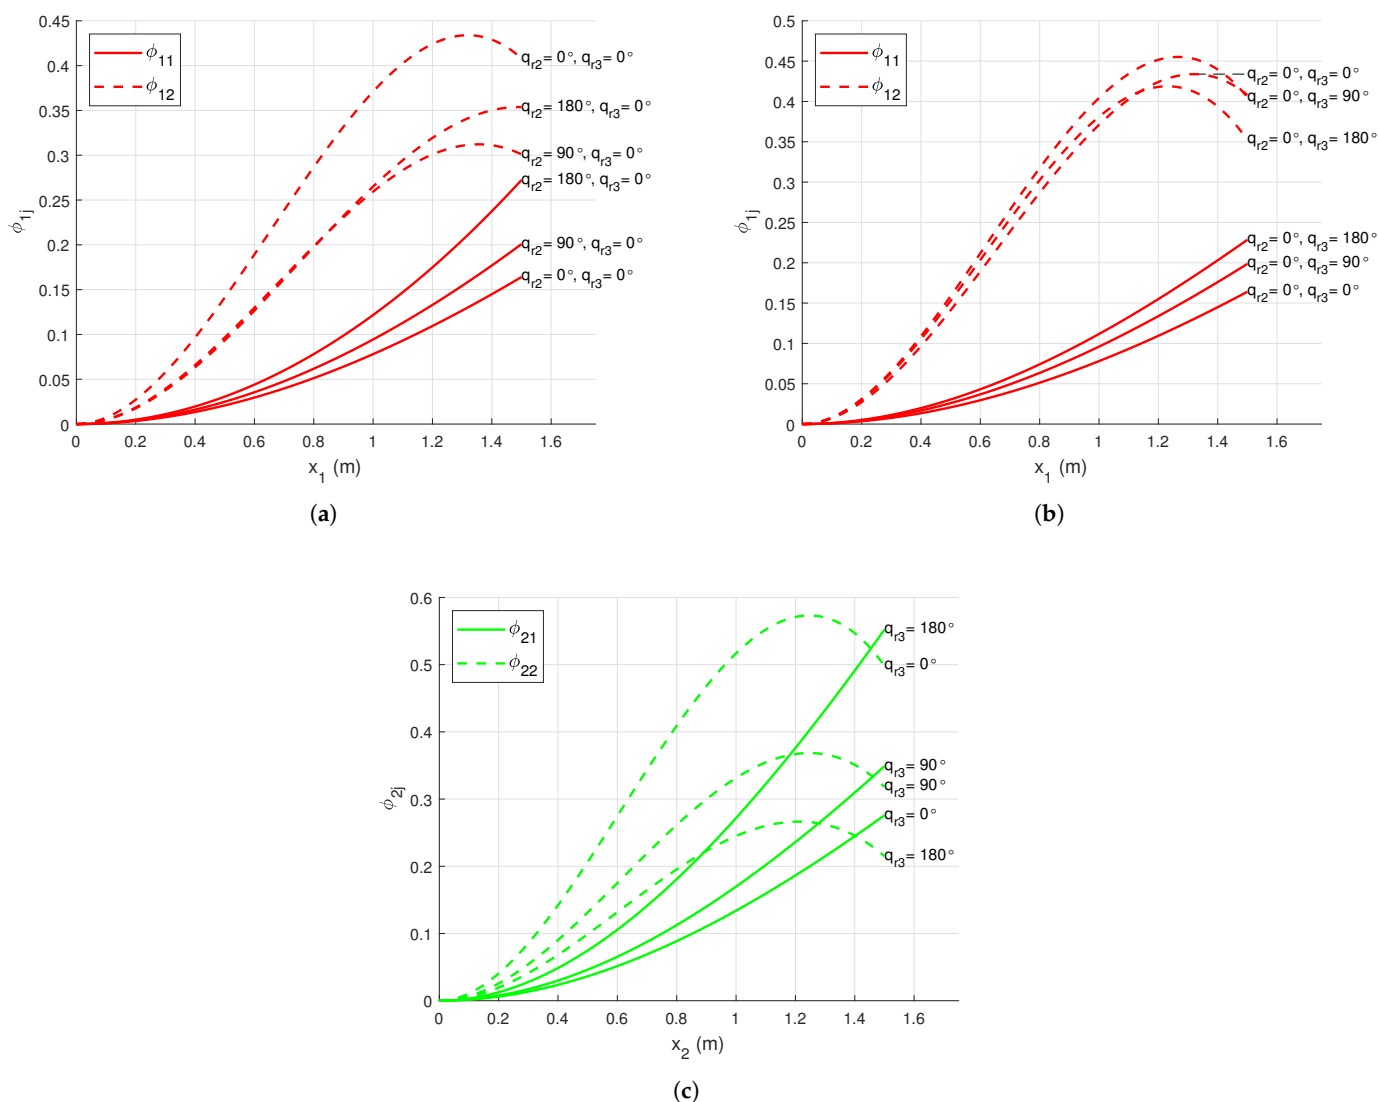 0.45
0.4
0.35
0.3
0.25
0.2
0.15
0.1
0.05
0
ϕ1j
ϕ11
ϕ12
qr2= 0°, qr3= 0°
qr2= 180°, qr3= 0°
qr2= 90°, qr3= 0°
qr2= 180°, qr3= 0°
qr2= 90°, qr3= 0°
qr2= 0°, qr3= 0°
0 0.2 0.4 0.6 0.8 1 1.2 1.4 1.6
x1 (m)
(a)
0.5
0.45
0.4
0.35
0.3
0.25
0.2
0.15
0.1
0.05
0
ϕ1j
ϕ11
ϕ12
qr2= 0°, qr3= 0°
qr2= 0°, qr3= 90°
qr2= 0°, qr3= 180°
qr2= 0°, qr3= 180°
qr2= 0°, qr3= 90°
qr2= 0°, qr3= 0°
0 0.2 0.4 0.6 0.8 1 1.2 1.4 1.6
x1 (m)
(b)
0.6
0.5
0.4
0.3
0.2
0.1
0
ϕ2j
ϕ21
ϕ22
qr3= 180°
qr3= 0°
qr3= 90°
qr3= 90°
qr3= 0°
qr3= 180°
0 0.2 0.4 0.6 0.8 1 1.2 1.4 1.6
x2 (m)
(c)